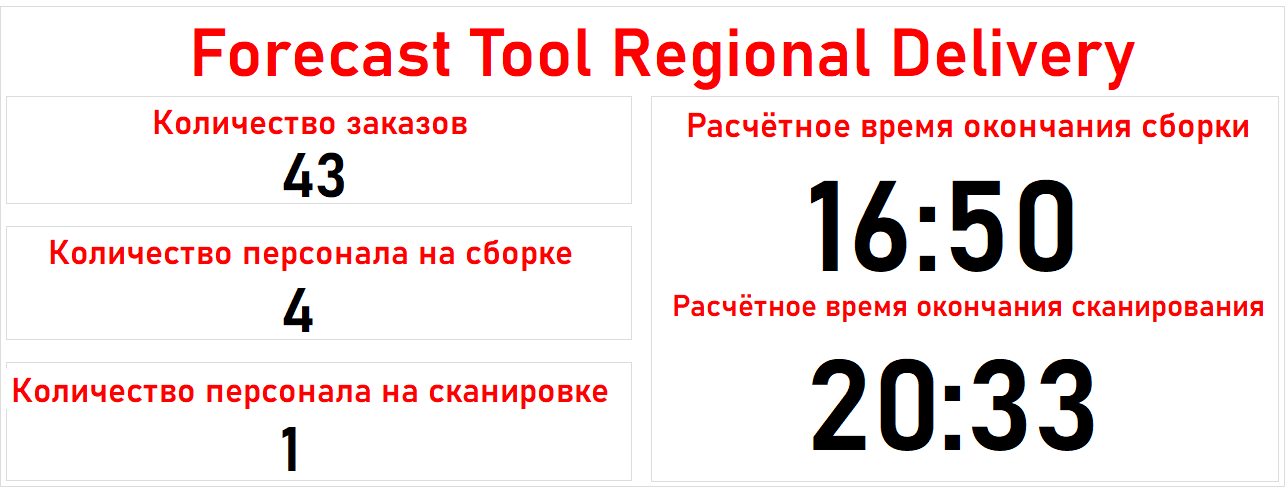 Forecast Tool Regional Delivery
Количество заказов
43
Количество персонала на сборке
4
Количество персонала на сканировке
1
Расчётное время окончания сборки
16:50
Расчётное время окончания сканирования
20:33